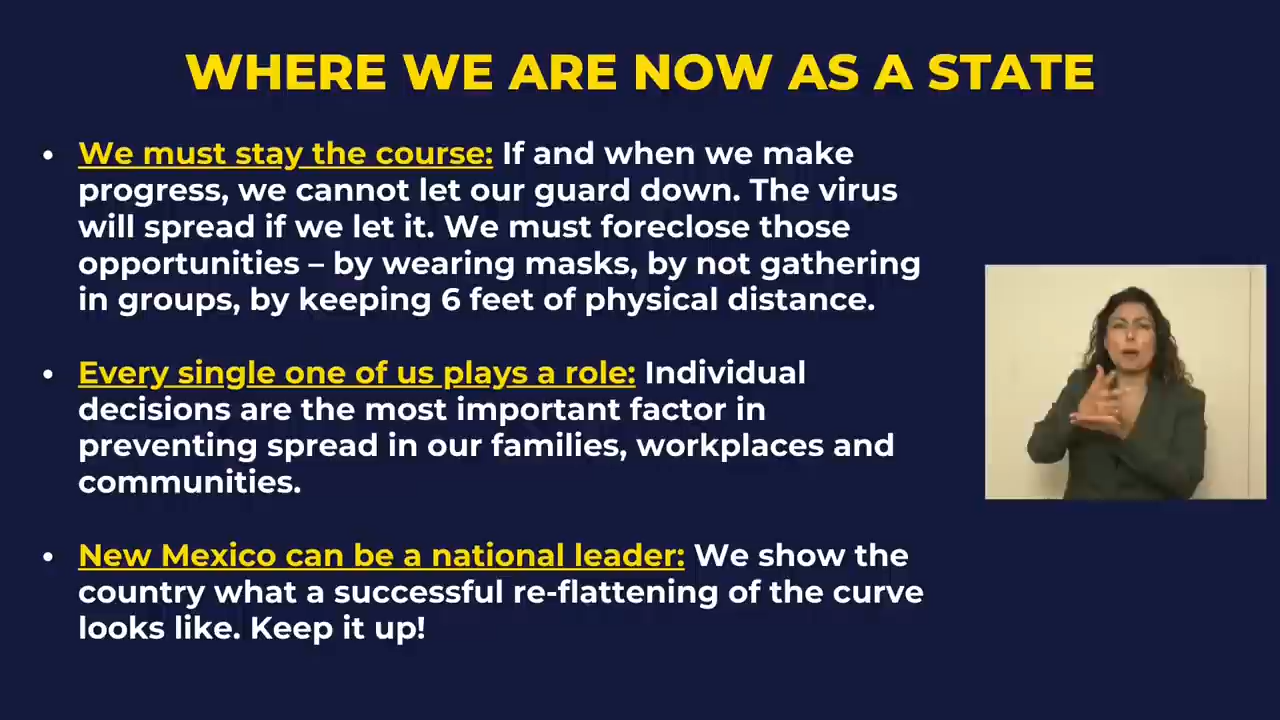 WHERE WE ARE NOW AS A STATE
• We must stay the course: If and when we make
progress, we cannot let our guard down. The virus
will spread if we let it. We must foreclose those
opportunities – by wearing masks, by not gathering
in groups, by keeping 6 feet of physical distance.
• Every single one of us plays a role: Individual
decisions are the most important factor in
preventing spread in our families, workplaces and
communities.
• New Mexico can be a national leader: We show the
country what a successful re-flattening of the curve
looks like. Keep it up!